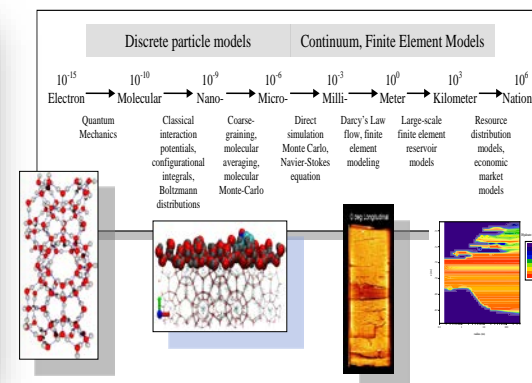 Discrete particle models Continuum, Finite Element Models
10-15 10-10 10-9 10-6 10-3 100 103 106
Electron Molecular Nano- Micro- Milli- Meter Kilometer Nation
Quantum
Mechanics
Classical
interaction
potentials,
configurational
integrals,
Boltzmann
distributions
Coarse-
graining,
molecular
averaging,
molecular
Monte-Carlo
Direct
simulation
Monte Carlo,
Navier-Stokes
equation
Darcy's Law
flow, finite
element
modeling
Large-scale
finite element
reservoir
models
Resource
distribution
models,
economic
market
models
0 deg Longitudinal